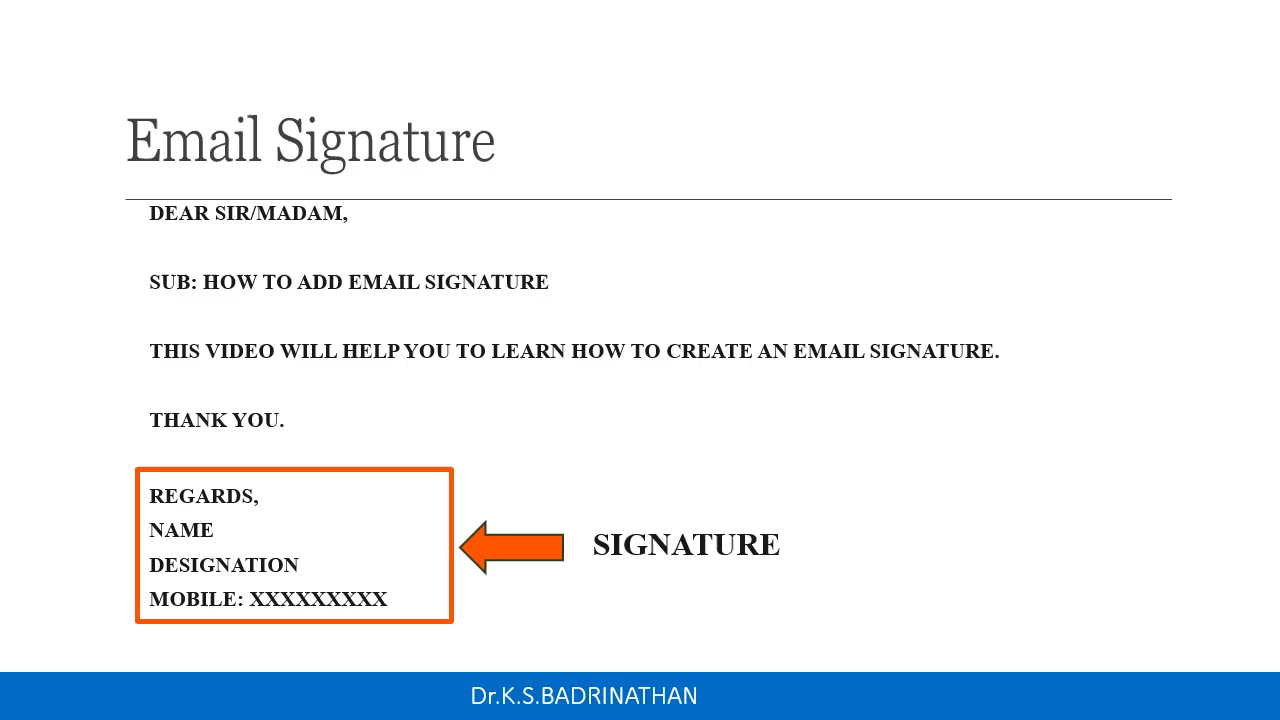 Email Signature
DEAR SIR/MADAM,
SUB: HOW TO ADD EMAIL SIGNATURE
THIS VIDEO WILL HELP YOU TO LEARN HOW TO CREATE AN EMAIL SIGNATURE.
THANK YOU.
REGARDS,
NAME
DESIGNATION
MOBILE: XXXXXXXXX
SIGNATURE
Dr.K.S.BADRINATHAN